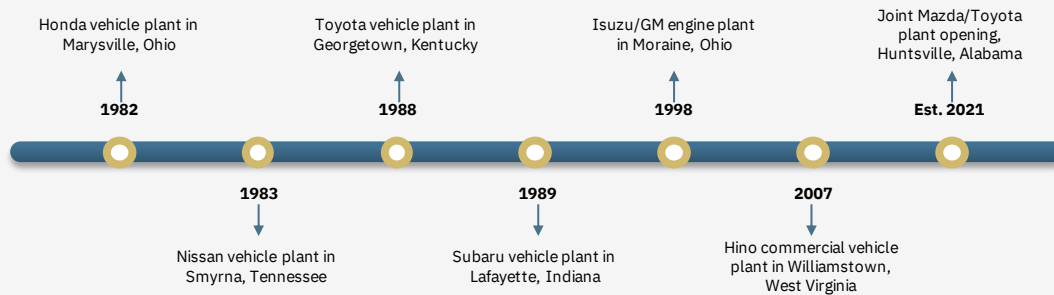 Honda vehicle plant in
Marysville, Ohio
1982
1983
Nissan vehicle plant in
Smyrna, Tennessee
Toyota vehicle plant in
Georgetown, Kentucky
1988
1989
Subaru vehicle plant in
Lafayette, Indiana
Isuzu/GM engine plant
in Moraine, Ohio
1998
2007
Hino commercial vehicle
plant in Williamstown,
West Virginia
Joint Mazda/Toyota
plant opening,
Huntsville, Alabama
Est. 2021